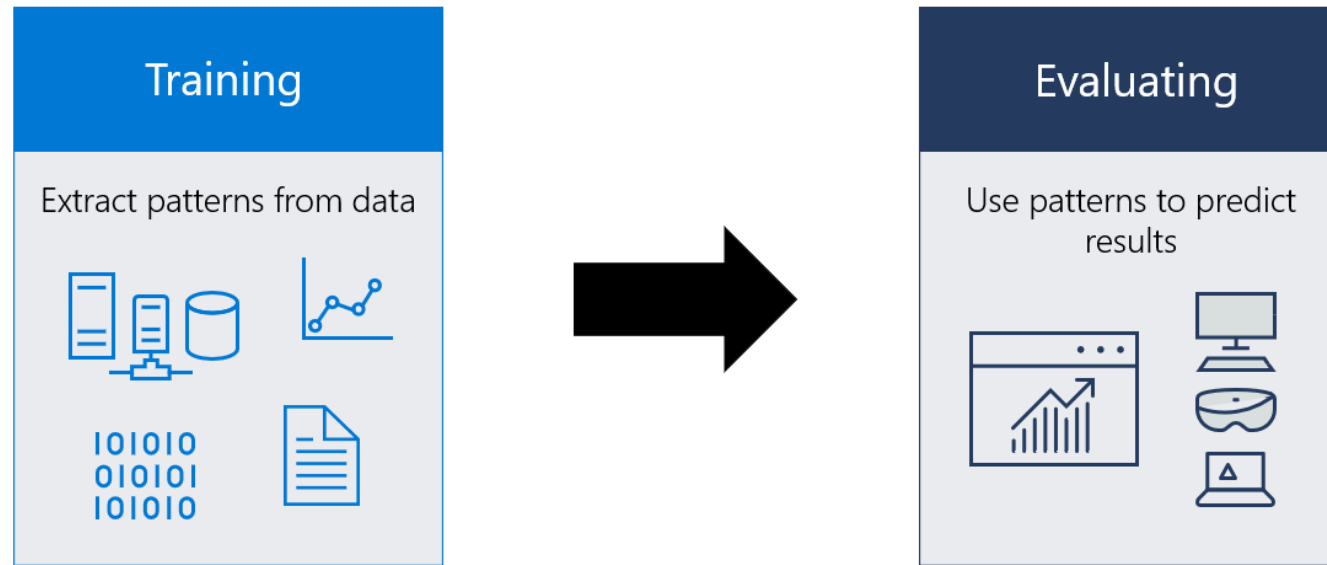 Training
Extract patterns from data
101010
010101
101010
Evaluating
Use patterns to predict
results